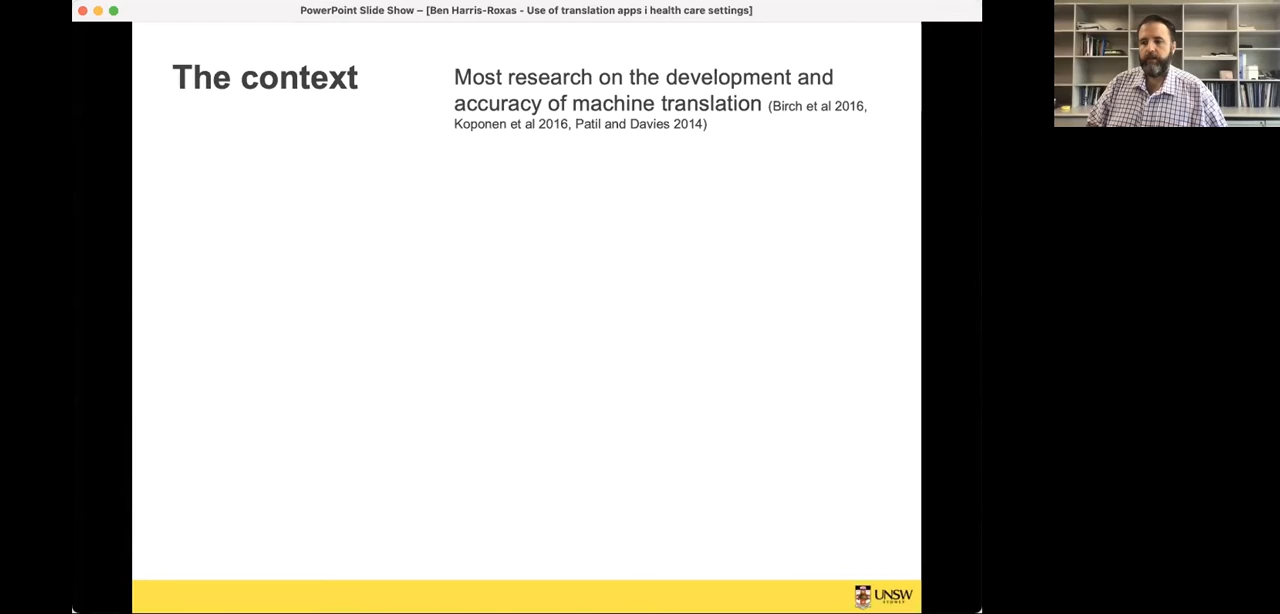 PowerPoint Slide Show – [Ben Harris-Roxas - Use of translation apps i health care settings]
The context
Most research on the development and
accuracy of machine translation (Birch et al 2016,
Koponen et al 2016, Patil and Davies 2014)
UNSW
SYDNEY